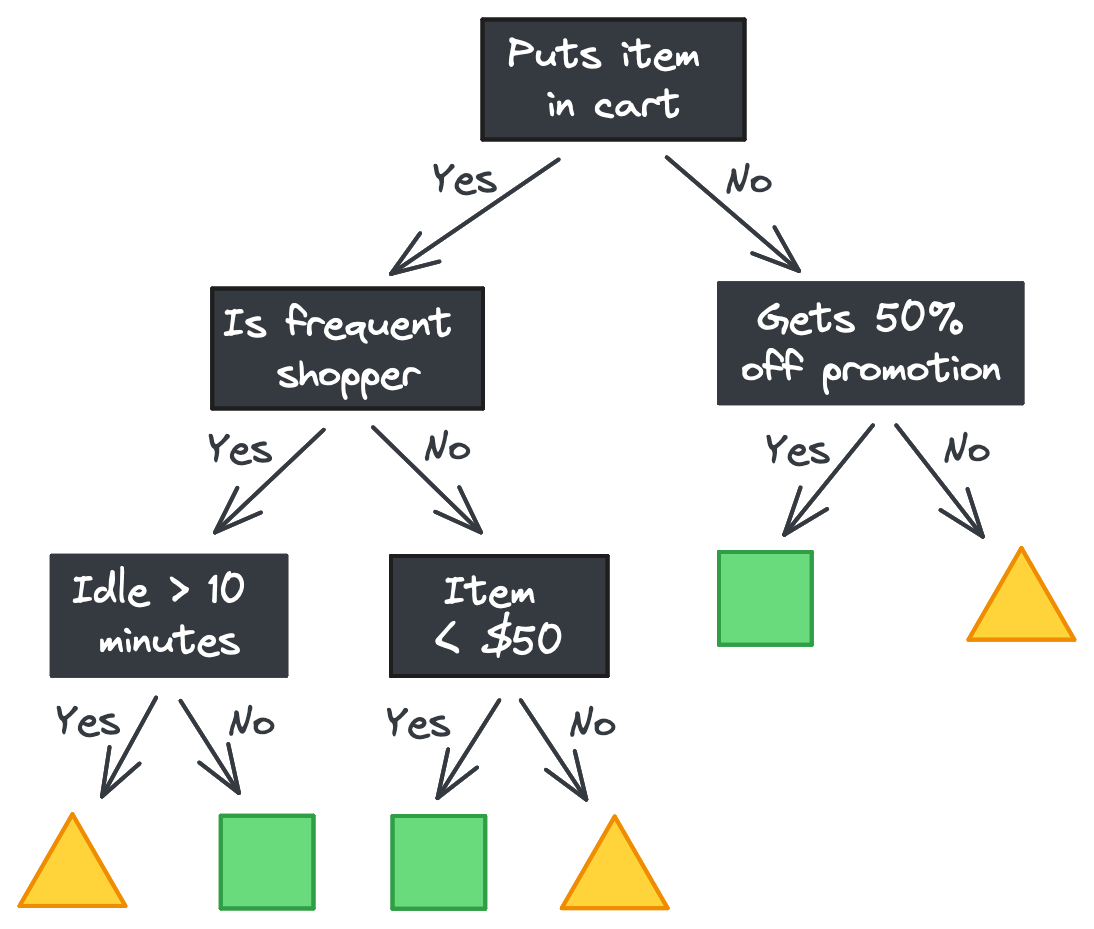 Puts item
in cart
Yes
No
Is frequent
shopper
Gets 50%
off promotion
Yes
No
Yes
No
Idle > 10
minutes
Item
< $50
Yes
No
Yes
No